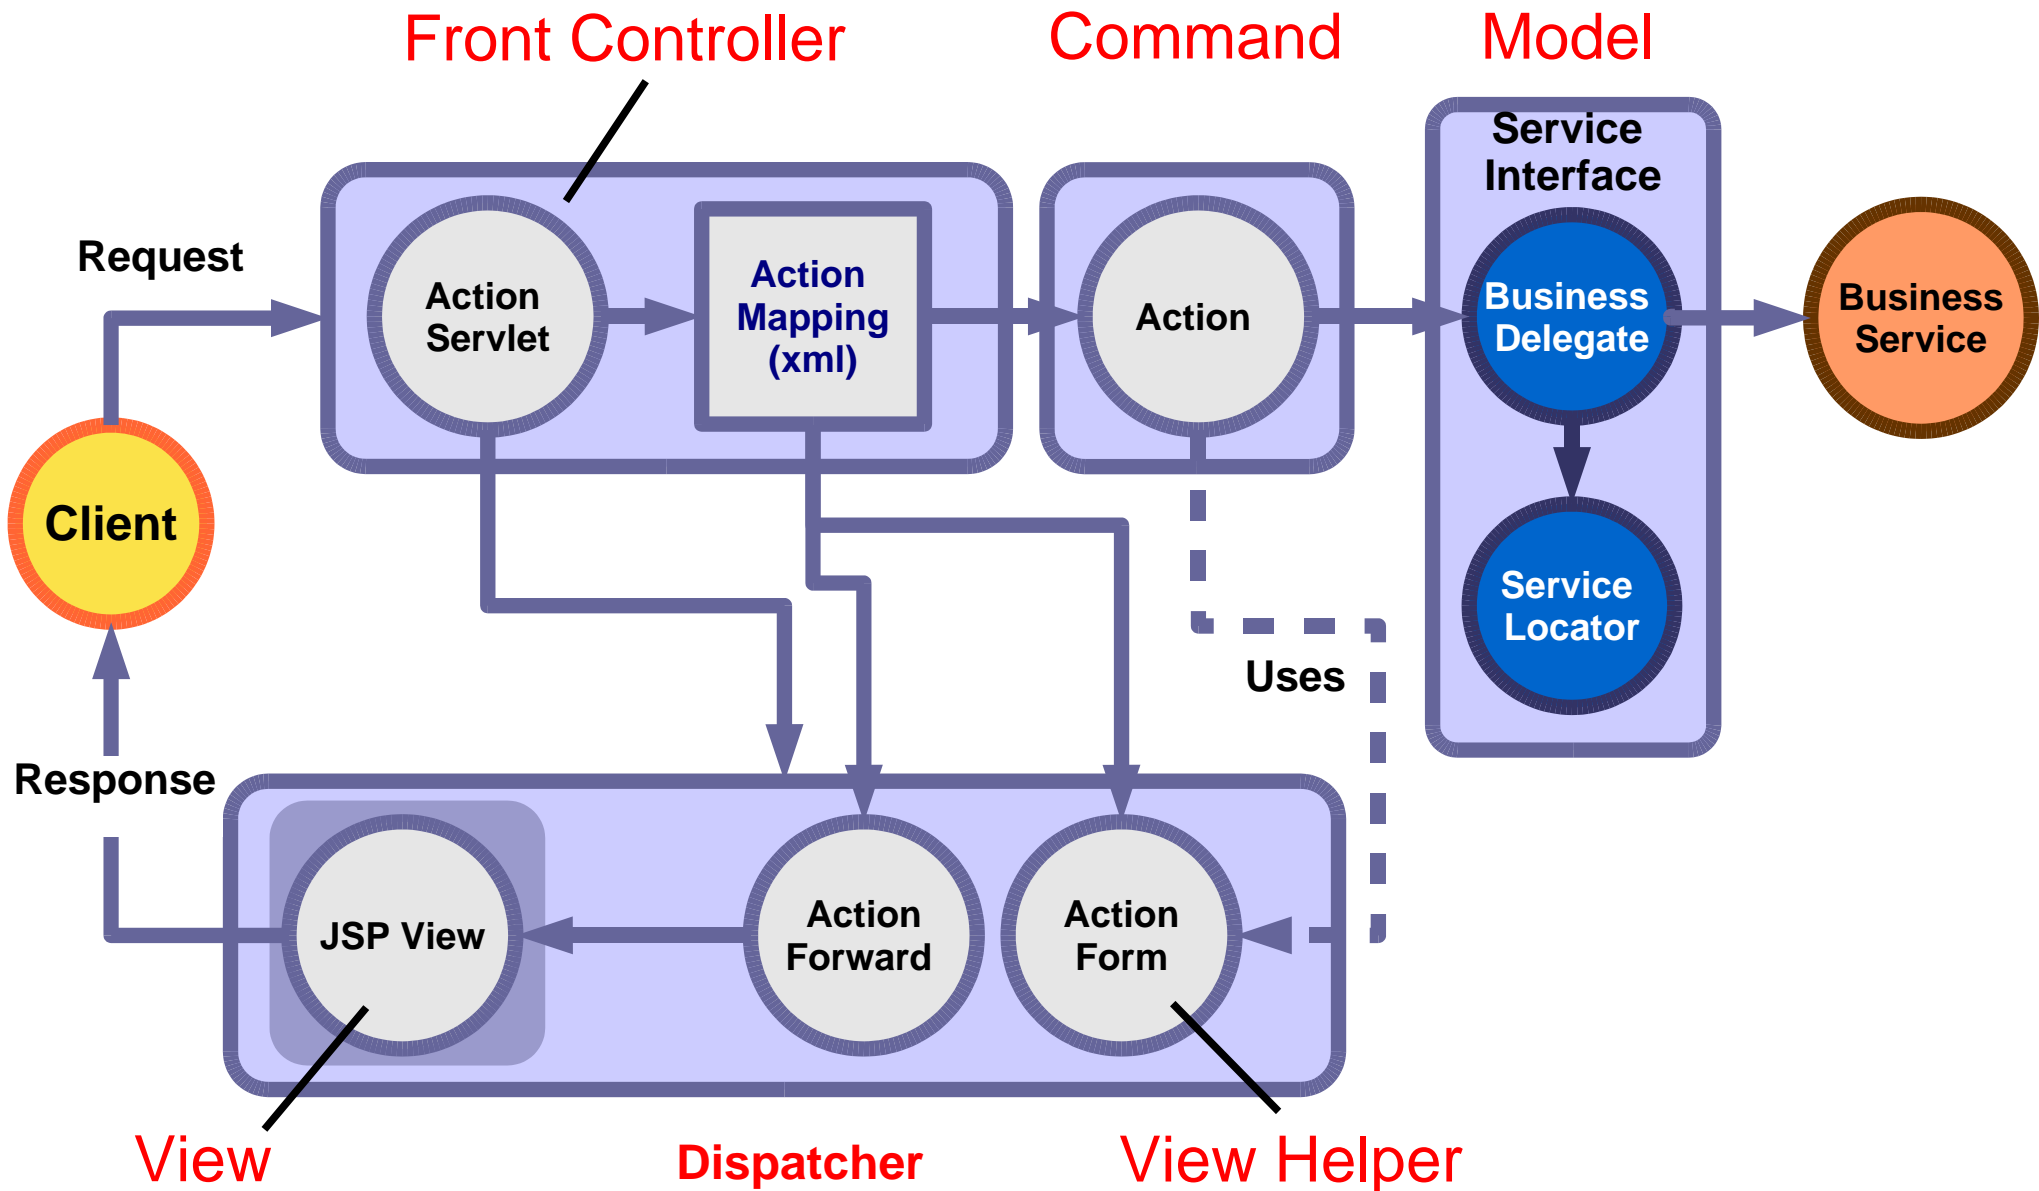 Front Controller
Command
Model
Service
Interface
Request
Action
Servlet
Action
Mapping
(xml)
Action
Business
Delegate
Business
Service
Client
Service
Locator
Uses
Response
JSP View
Action
Forward
Action
Form
View
Dispatcher
View Helper